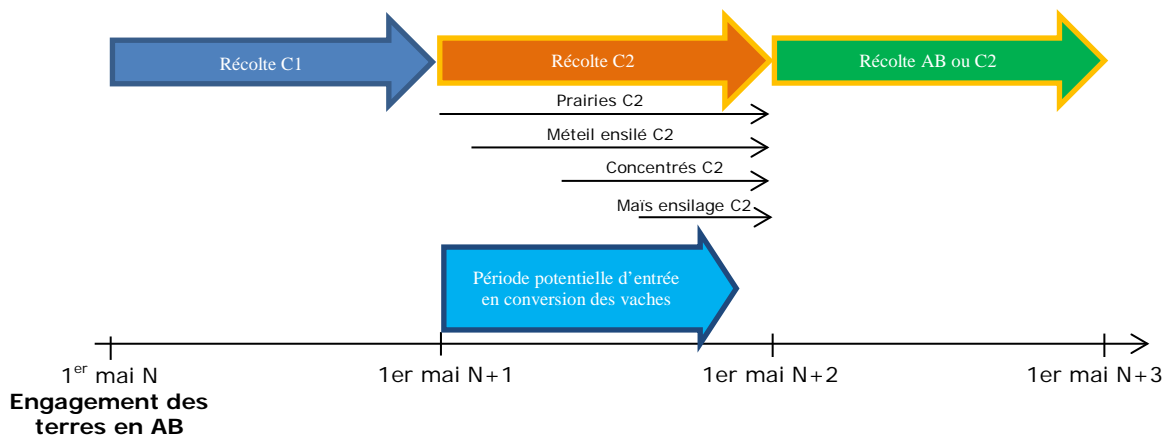 Récolte C1
Récolte C2
Récolte AB ou C2
Prairies C2
Méteil ensilé C2
Concentrés C2
Maïs ensilage C2
Période potentielle d'entrée
en conversion des vaches
1er mai N
1er mai N+1
1er mai N+2
1er mai N+3
Engagement des
terres en AB